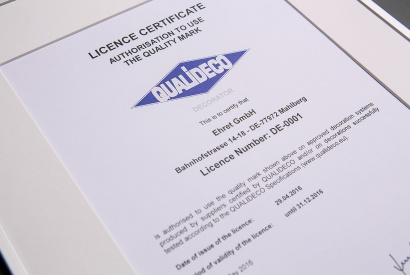 LICENCE CERTIFICATE
AUTHORISATION TO USE
THE QUALITY MARK
QUALIDECO
DECORATOR
This is to certify that
Ehret GmbH
Bahnhofstrasse 14-18 - DE-77972 Mahlberg
Licence Number: DE-0001
is authorised to use the quality mark shown above on approved decoration systems
produced by suppliers certified by QUALIDECO and/or on decorations successfully
tested according to the QUALIDECO Specifications (www.qualideco.eu).
Date of issue of the licence: 29.04.2016
Period of validity of the licence: until 31.12.2016
2016